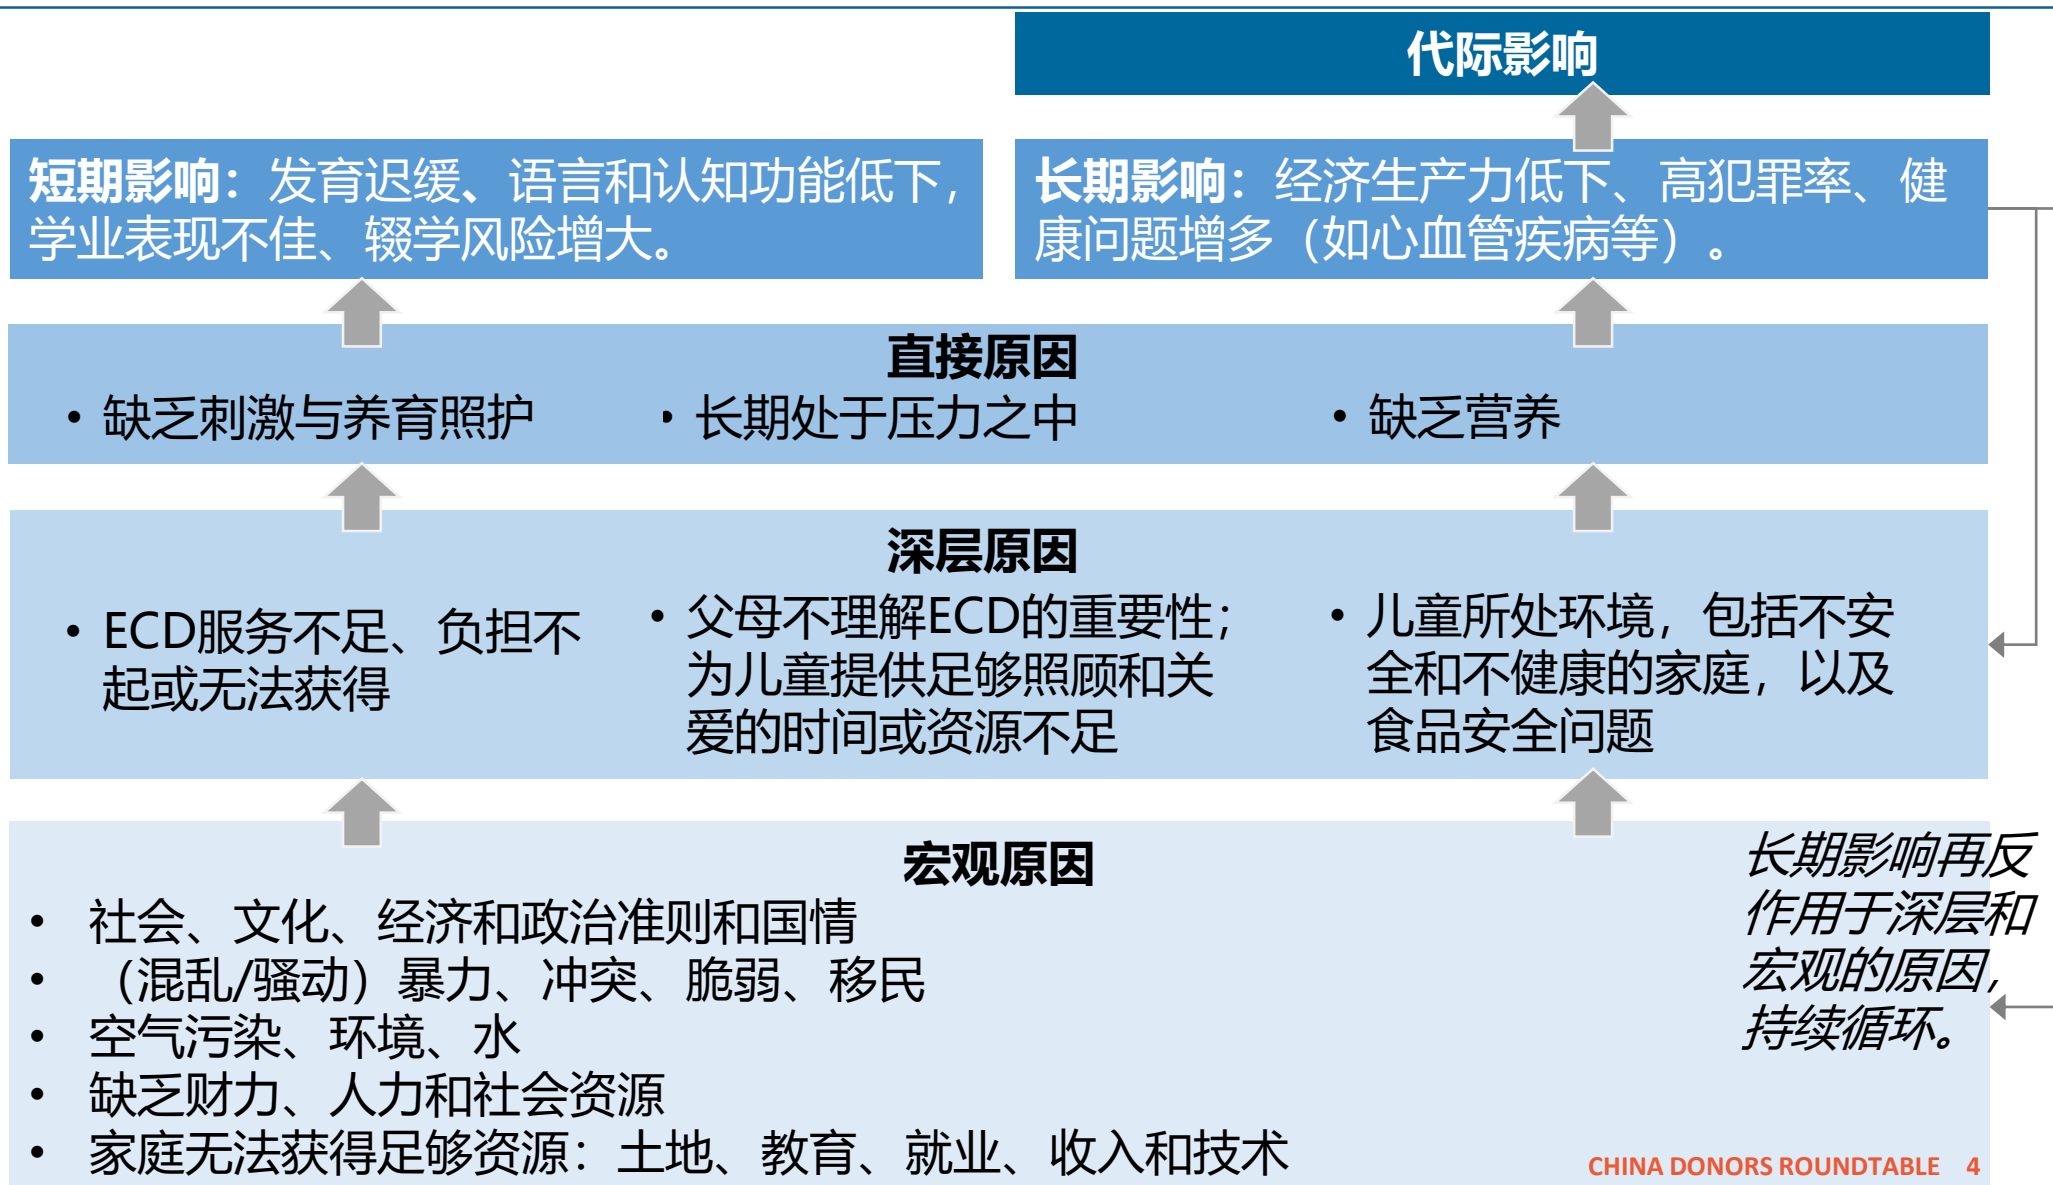 代际影响
短期影响：发育迟缓、语言和认知功能低下，
学业表现不佳、辍学风险增大。
长期影响：经济生产力低下、高犯罪率、健
康问题增多（如心血管疾病等）。
直接原因
• 缺乏刺激与养育照护
• 长期处于压力之中
• 缺乏营养
深层原因
• ECD服务不足、负担不
起或无法获得
• 父母不理解ECD的重要性；
为儿童提供足够照顾和关
爱的时间或资源不足
• 儿童所处环境，包括不安
全和不健康的家庭，以及
食品安全问题
宏观原因
• 社会、文化、经济和政治准则和国情
• （混乱/骚动）暴力、冲突、脆弱、移民
• 空气污染、环境、水
• 缺乏财力、人力和社会资源
• 家庭无法获得足够资源：土地、教育、就业、收入和技术
长期影响再反
作用于深层和
宏观的原因，
持续循环。
CHINA DONORS ROUNDTABLE 4